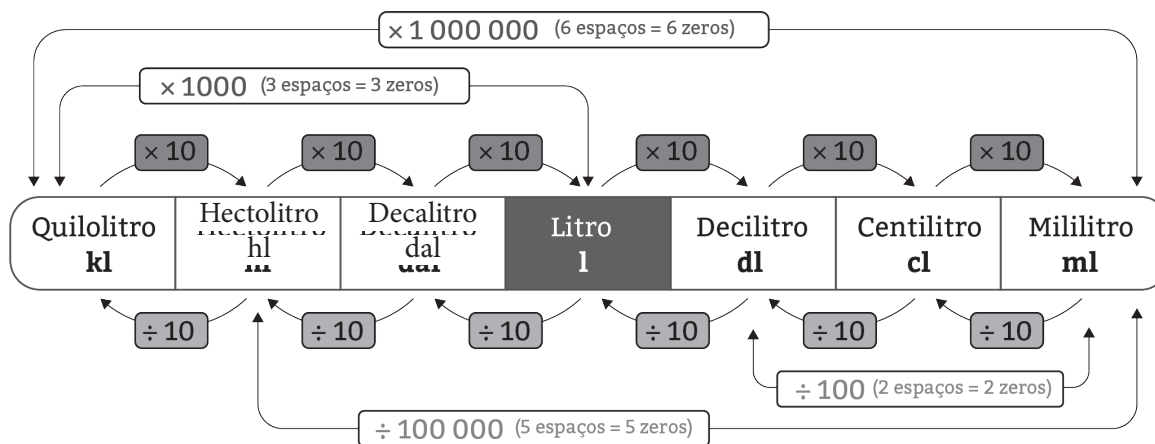 × 1 000 000 (6 espaços = 6 zeros)
× 1000 (3 espaços = 3 zeros)
× 10 × 10 × 10 × 10 × 10 × 10
Quilolitro Hectolitro Decalitro Litro Decilitro Centilitro Mililitro
kl hl dal l dl cl ml
÷ 10 ÷ 10 ÷ 10 ÷ 10 ÷ 10 ÷ 10
÷ 100 (2 espaços = 2 zeros)
÷ 100 000 (5 espaços = 5 zeros)